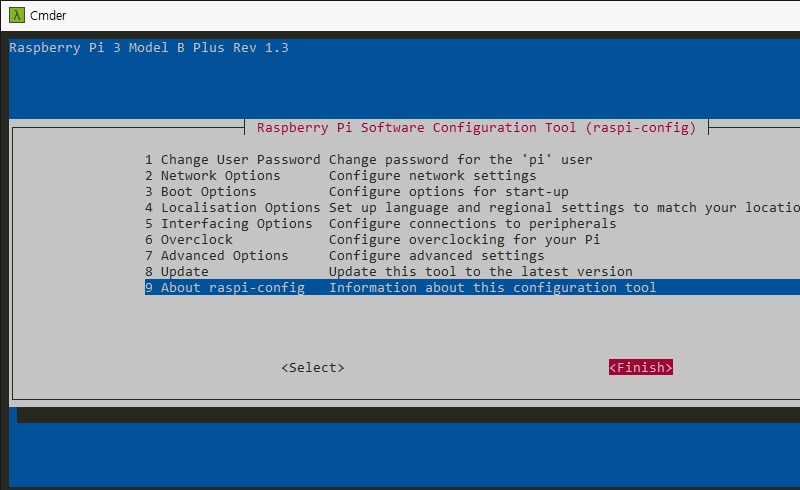 λ Cmder
Raspberry Pi 3 Model B Plus Rev 1.3
Raspberry Pi Software Configuration Tool (raspi-config)
1 Change User Password Change password for the 'pi' user
2 Network Options Configure network settings
3 Boot Options Configure options for start-up
4 Localisation Options Set up language and regional settings to match your locatio
5 Interfacing Options Configure connections to peripherals
6 Overclock Configure overclocking for your Pi
7 Advanced Options Configure advanced settings
8 Update Update this tool to the latest version
9 About raspi-config Information about this configuration tool
<Select> <Finish>